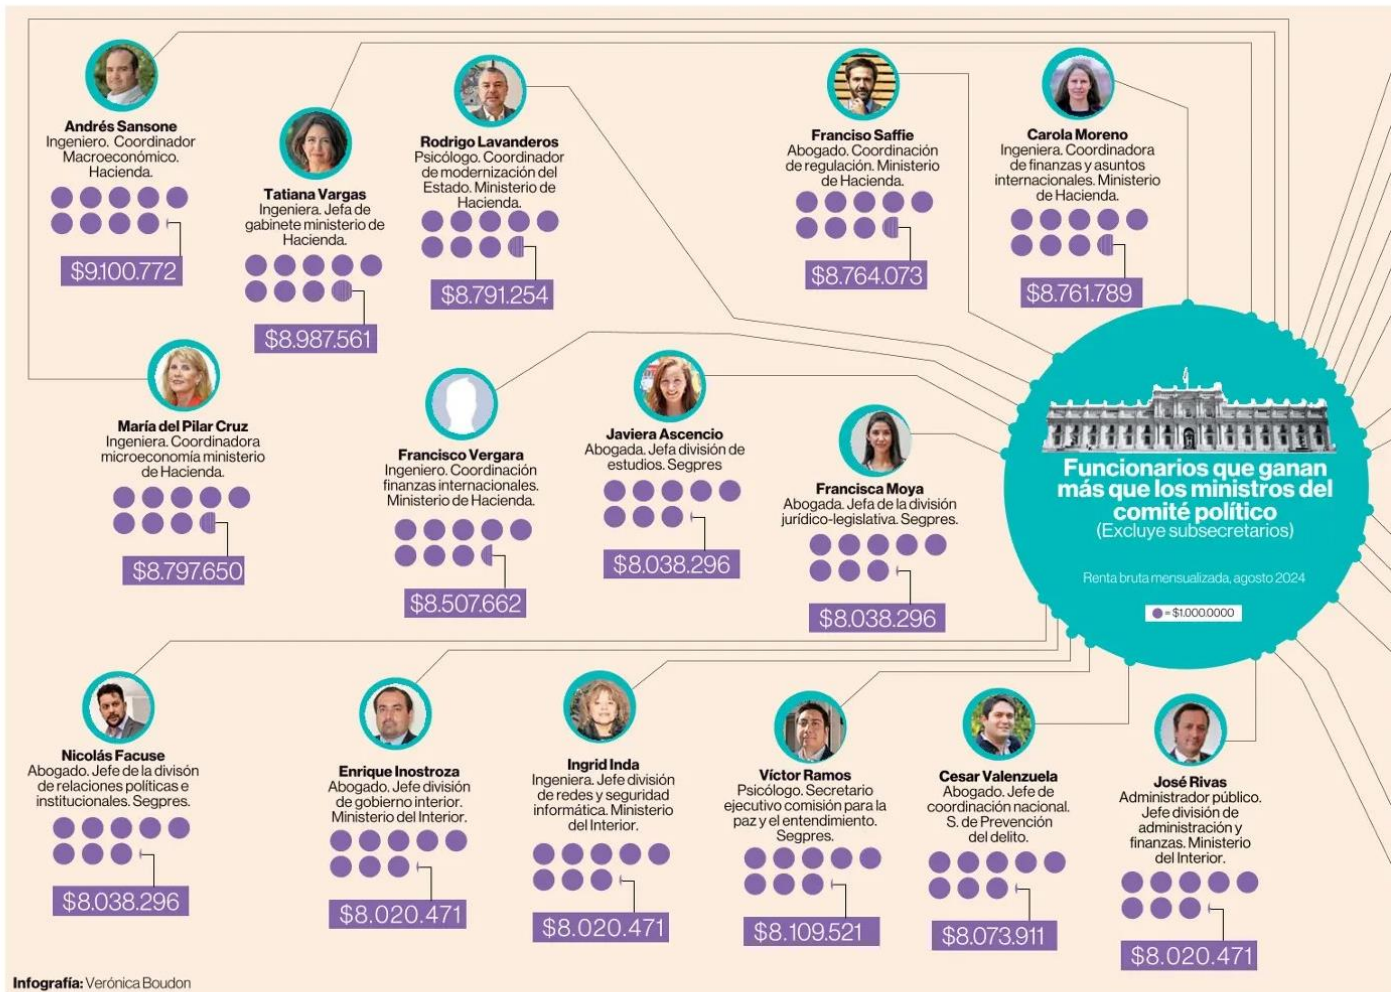 Andrés Sansone
Ingeniero. Coordinador
Macroeconómico.
Hacienda.
$9.100.772
Tatiana Vargas
Ingeniera. Jefa de
gabinete ministerio de
Hacienda.
$8.987.561
Rodrigo Lavanderos
Psicólogo. Coordinador
de modernización del
Estado. Ministerio de
Hacienda.
$8.791.254
Franciso Saffie
Abogado. Coordinación
de regulación. Ministerio
de Hacienda.
$8.764.073
Carola Moreno
Ingeniera. Coordinadora
de finanzas y asuntos
internacionales. Ministerio
de Hacienda.
$8.761.789
María del Pilar Cruz
Ingeniera. Coordinadora
microeconomía ministerio
de Hacienda.
$8.797.650
Francisco Vergara
Ingeniero. Coordinación
finanzas internacionales.
Ministerio de Hacienda.
$8.507.662
Javiera Ascencio
Abogada. Jefa división de
estudios. Segpres
$8.038.296
Francisca Moya
Abogada. Jefa de la división
jurídico-legislativa. Segpres.
$8.038.296
Funcionarios que ganan
más que los ministros del
comité político
(Excluye subsecretarios)
Renta bruta mensualizada, agosto 2024
= $1.000.0000
Nicolás Facuse
Abogado. Jefe de la divisón
de relaciones políticas e
institucionales. Segpres.
$8.038.296
Enrique Inostroza
Abogado. Jefe división
de gobierno interior.
Ministerio del Interior.
$8.020.471
Ingrid Inda
Ingeniera. Jefe división
de redes y seguridad
informática. Ministerio
del Interior.
$8.020.471
Víctor Ramos
Psicólogo. Secretario
ejecutivo comisión para la
paz y el entendimiento.
Segpres.
$8.109.521
Cesar Valenzuela
Abogado. Jefe de
coordinación nacional.
S. de Prevención
del delito.
$8.073.911
José Rivas
Administrador público.
Jefe división de
administración y
finanzas. Ministerio
del Interior.
$8.020.471
Infografía: Verónica Boudon